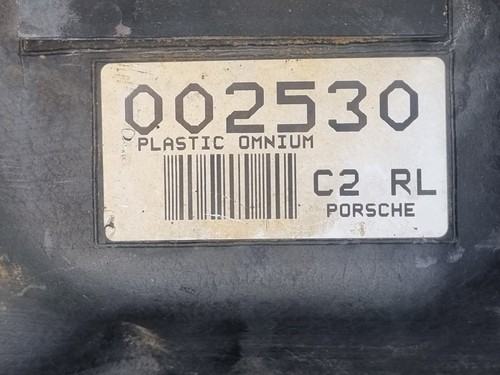 002530
PLASTIC OMNIUM
C2 RL
PORSCHE